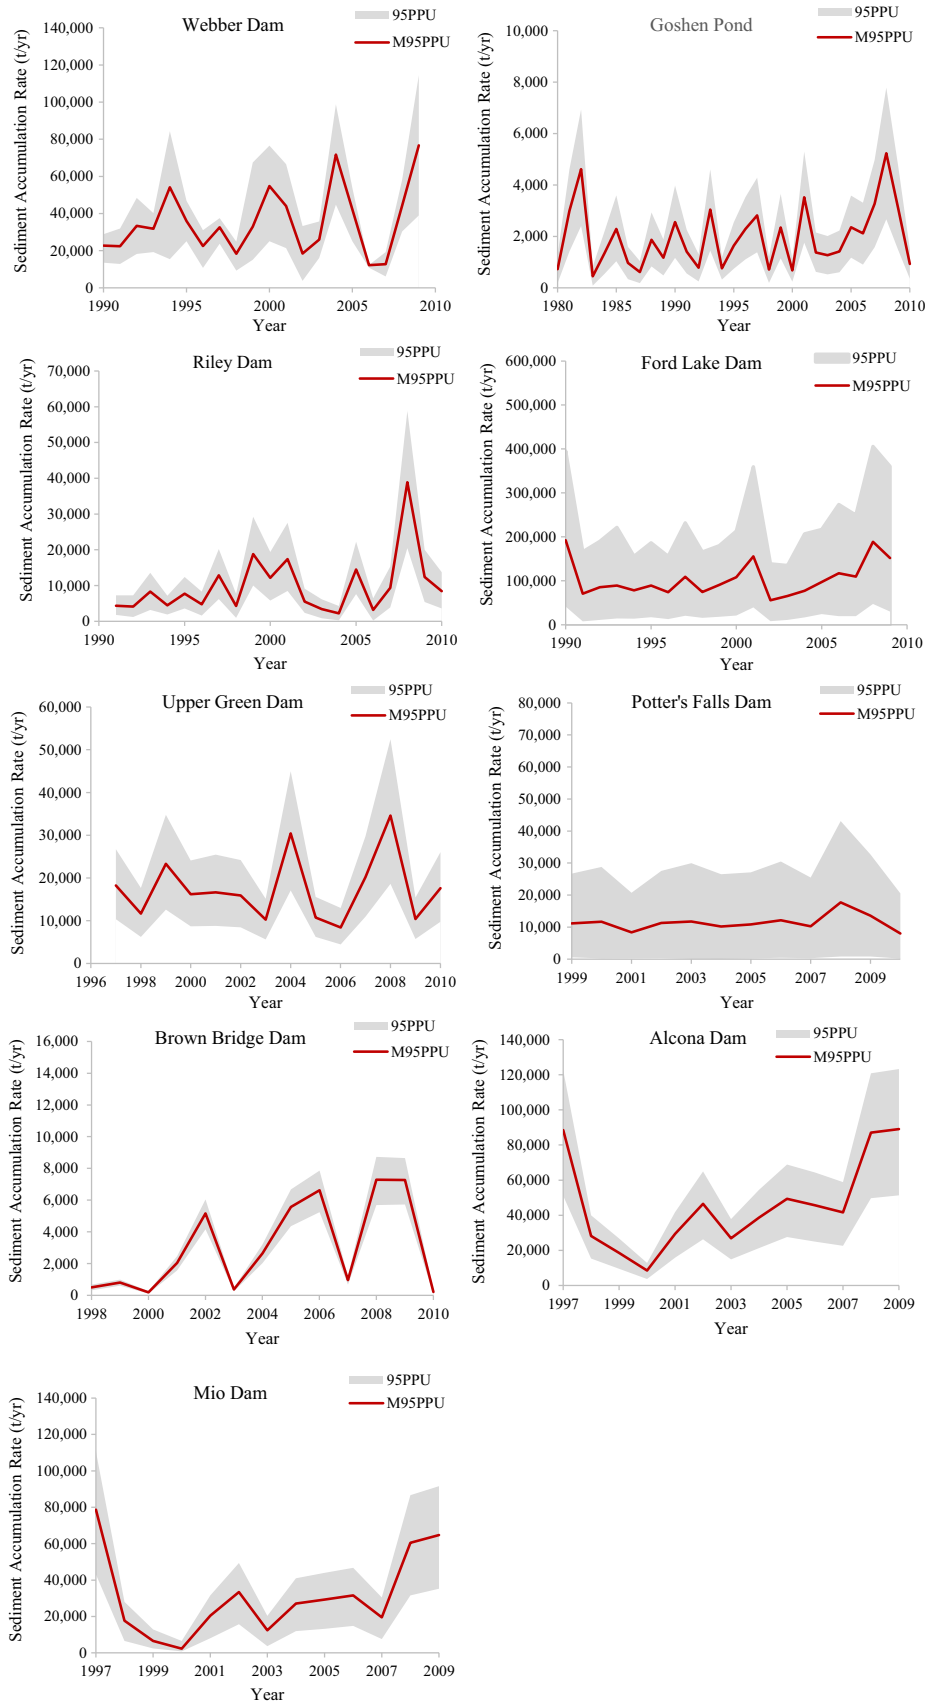 Webber Dam
95PPU
M95PPU
Sediment Accumulation Rate (t/yr)
140,000
120,000
100,000
80,000
60,000
40,000
20,000
0
1990 1995 2000 2005 2010
Year
Goshen Pond
95PPU
M95PPU
Sediment Accumulation Rate (t/yr)
10,000
8,000
6,000
4,000
2,000
0
1980 1985 1990 1995 2000 2005 2010
Year
Riley Dam
95PPU
M95PPU
Sediment Accumulation Rate (t/yr)
70,000
60,000
50,000
40,000
30,000
20,000
10,000
0
1990 1995 2000 2005 2010
Year
Ford Lake Dam
95PPU
M95PPU
Sediment Accumulation Rate (t/yr)
600,000
500,000
400,000
300,000
200,000
100,000
0
1990 1995 2000 2005 2010
Year
Upper Green Dam
95PPU
M95PPU
Sediment Accumulation Rate (t/yr)
60,000
50,000
40,000
30,000
20,000
10,000
0
1996 1998 2000 2002 2004 2006 2008 2010
Year
Potter's Falls Dam
95PPU
M95PPU
Sediment Accumulation Rate (t/yr)
80,000
70,000
60,000
50,000
40,000
30,000
20,000
10,000
0
1999 2001 2003 2005 2007 2009
Year
Brown Bridge Dam
95PPU
M95PPU
Sediment Accumulation Rate (t/yr)
16,000
14,000
12,000
10,000
8,000
6,000
4,000
2,000
0
1998 2000 2002 2004 2006 2008 2010
Year
Alcona Dam
95PPU
M95PPU
Sediment Accumulation Rate (t/yr)
140,000
120,000
100,000
80,000
60,000
40,000
20,000
0
1997 1999 2001 2003 2005 2007 2009
Year
Mio Dam
95PPU
M95PPU
Sediment Accumulation Rate (t/yr)
140,000
120,000
100,000
80,000
60,000
40,000
20,000
0
1997 1999 2001 2003 2005 2007 2009
Year